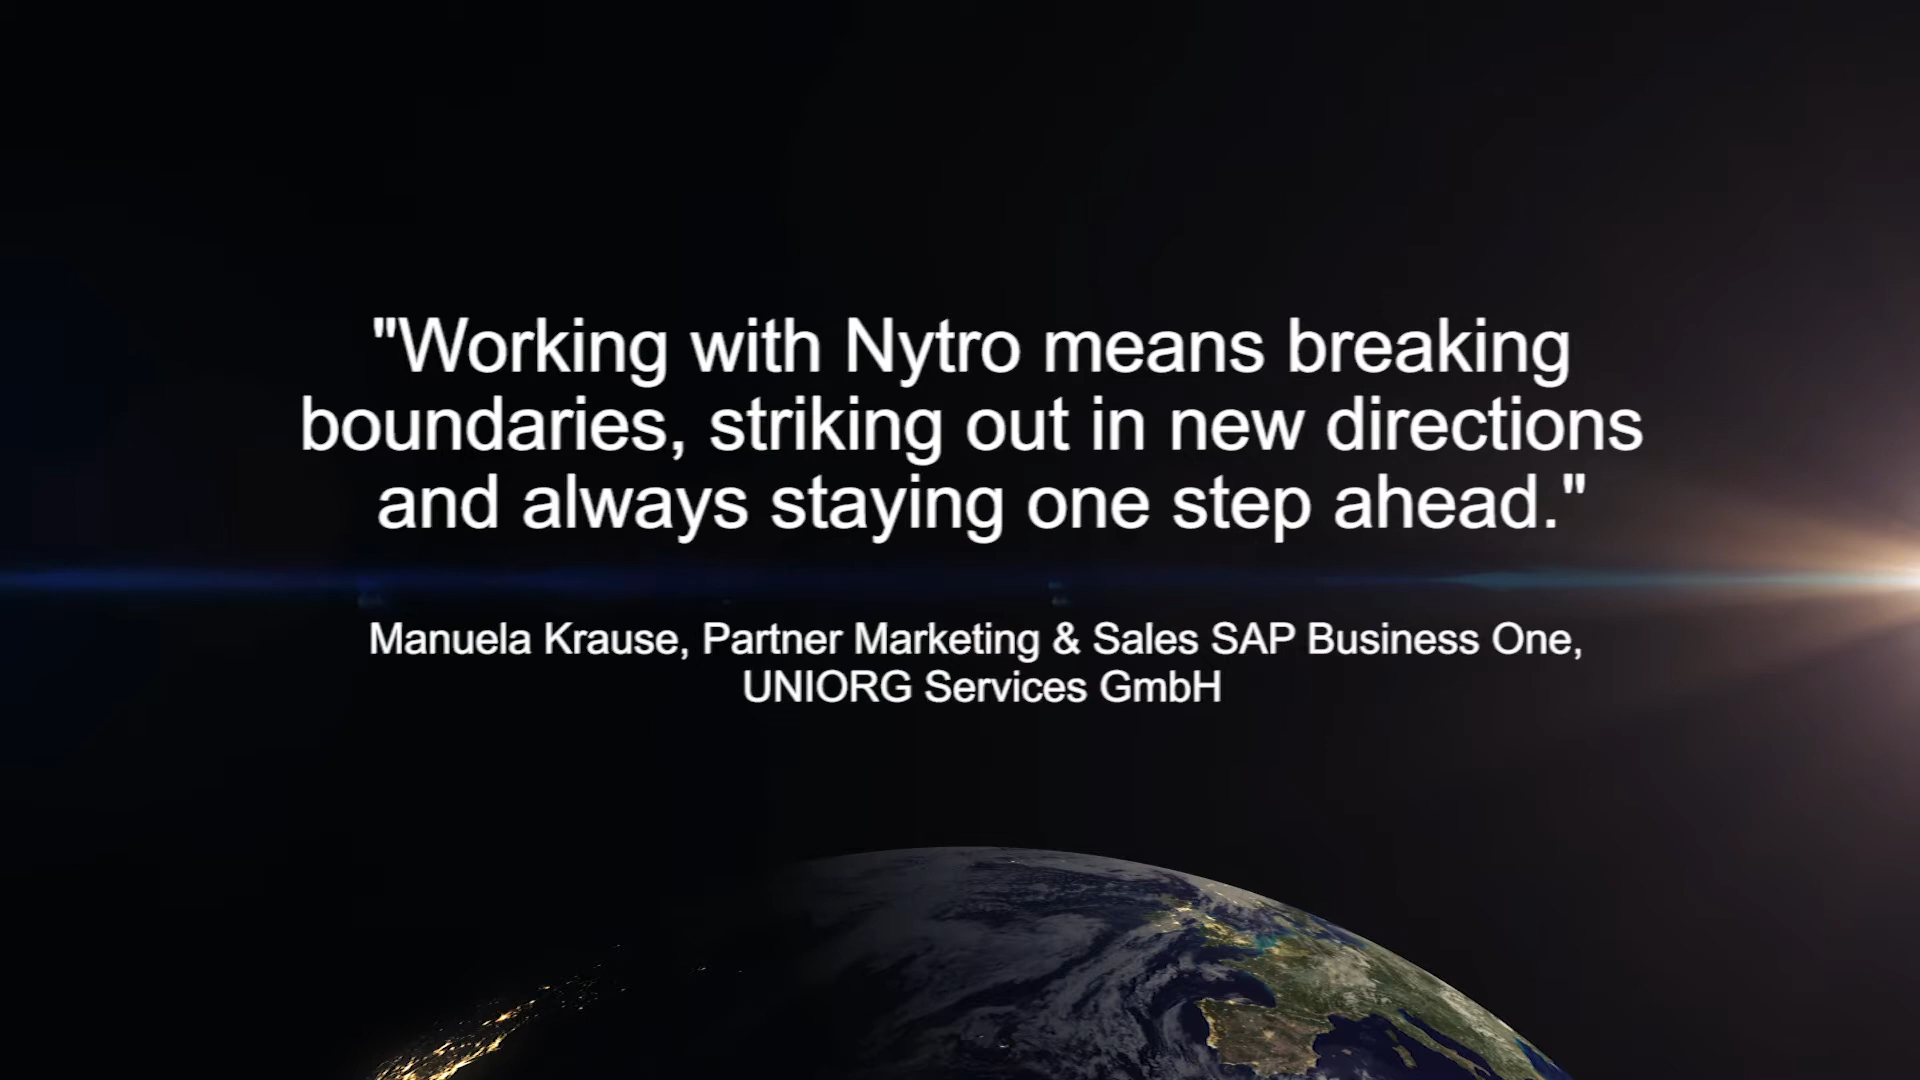 "Working with Nytro means breaking
boundaries, striking out in new directions
and always staying one step ahead."
Manuela Krause, Partner Marketing & Sales SAP Business One,
UNIORG Services GmbH